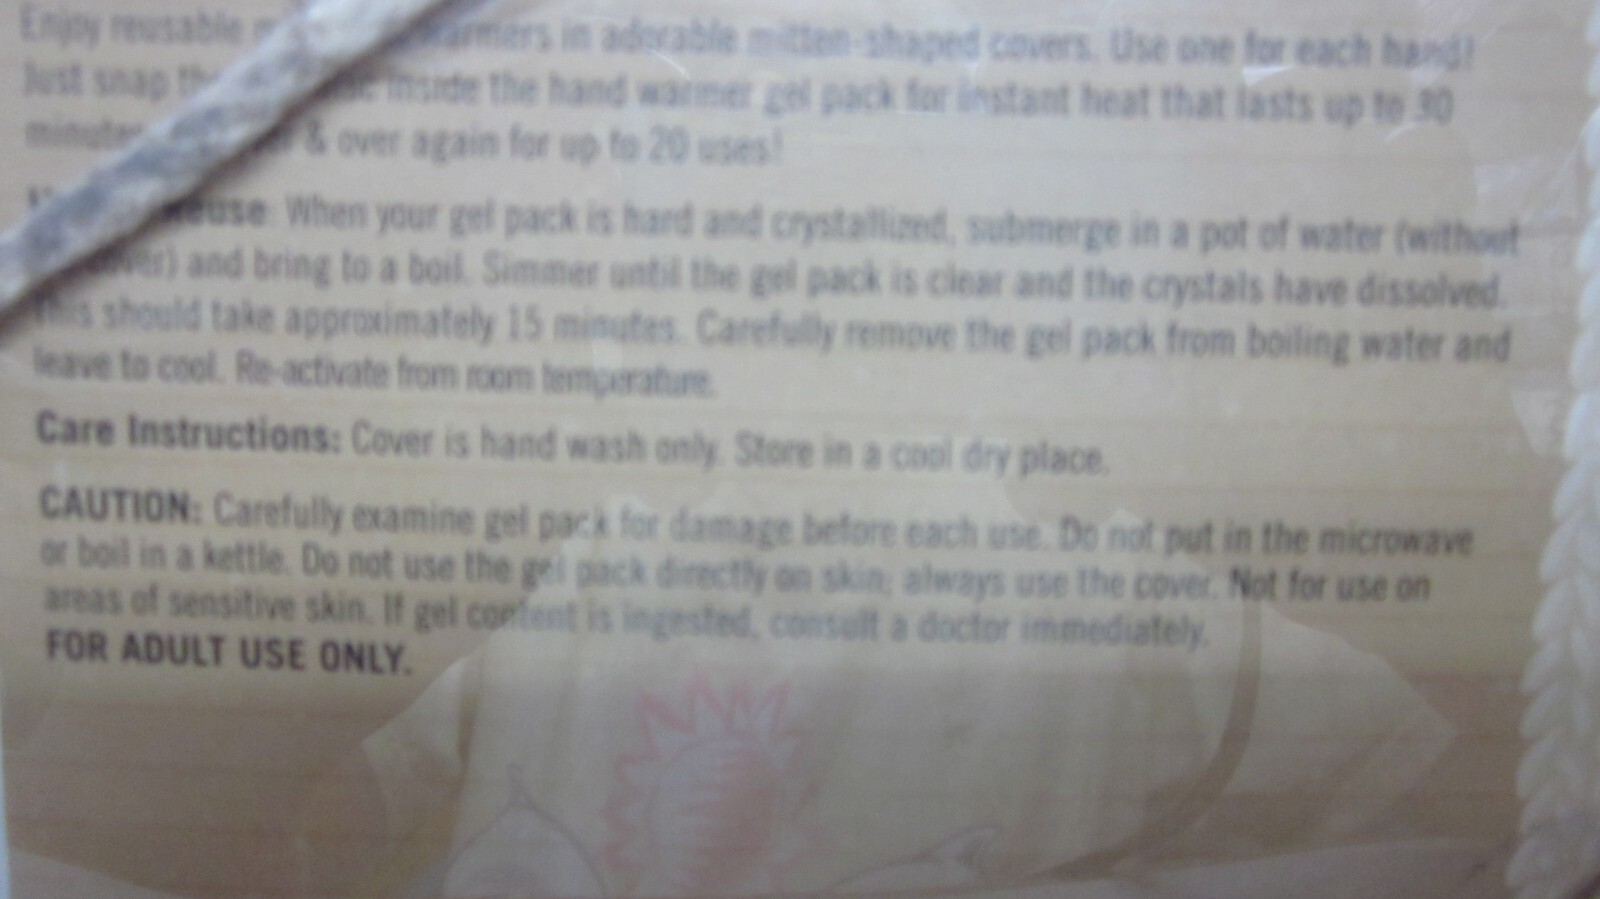 Enjoy reusable warmers in adorable mitten-shaped covers. Use one for each hand!
Just snap inside the hand warmer gel pack for instant heat that lasts up to 30
& over again for up to 20 uses!
When your gel pack is hard and crystallized, submerge in a pot of water (without
and bring to a boil. Simmer until the gel pack is clear and the crystals have dissolved.
This should take approximately 15 minutes. Carefully remove the gel pack from boiling water and
leave to cool. Re-activate from room temperature.
Care Instructions: Cover is hand wash only. Store in a cool dry place.
CAUTION: Carefully examine gel pack for damage before each use. Do not put in the microwave
or boil in a kettle. Do not use the gel pack directly on skin; always use the cover. Not for use on
areas of sensitive skin. If gel content is ingested, consult a doctor immediately.
FOR ADULT USE ONLY.